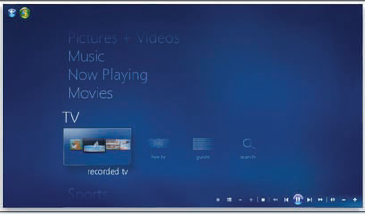 Pictures + Videos
Music
Now Playing
Movies
TV
recorded tv
live tv
guide
search
Sports